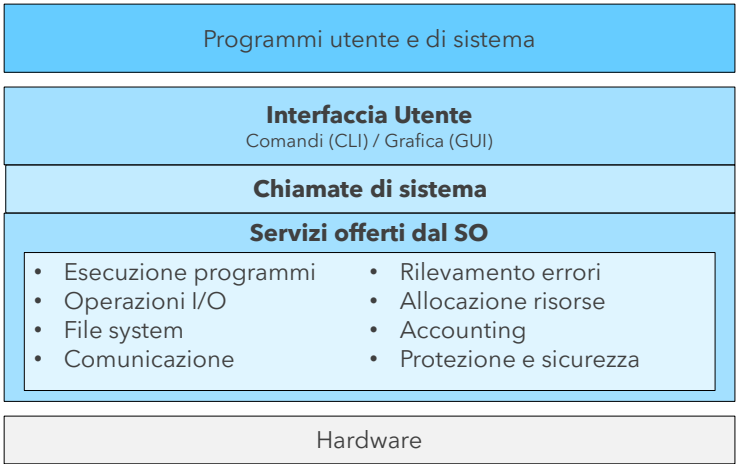 Programmi utente e di sistema
Interfaccia Utente
Comandi (CLI) / Grafica (GUI)
Chiamate di sistema
Servizi offerti dal SO
• Esecuzione programmi
• Operazioni I/O
• File system
• Comunicazione
• Rilevamento errori
• Allocazione risorse
• Accounting
• Protezione e sicurezza
Hardware